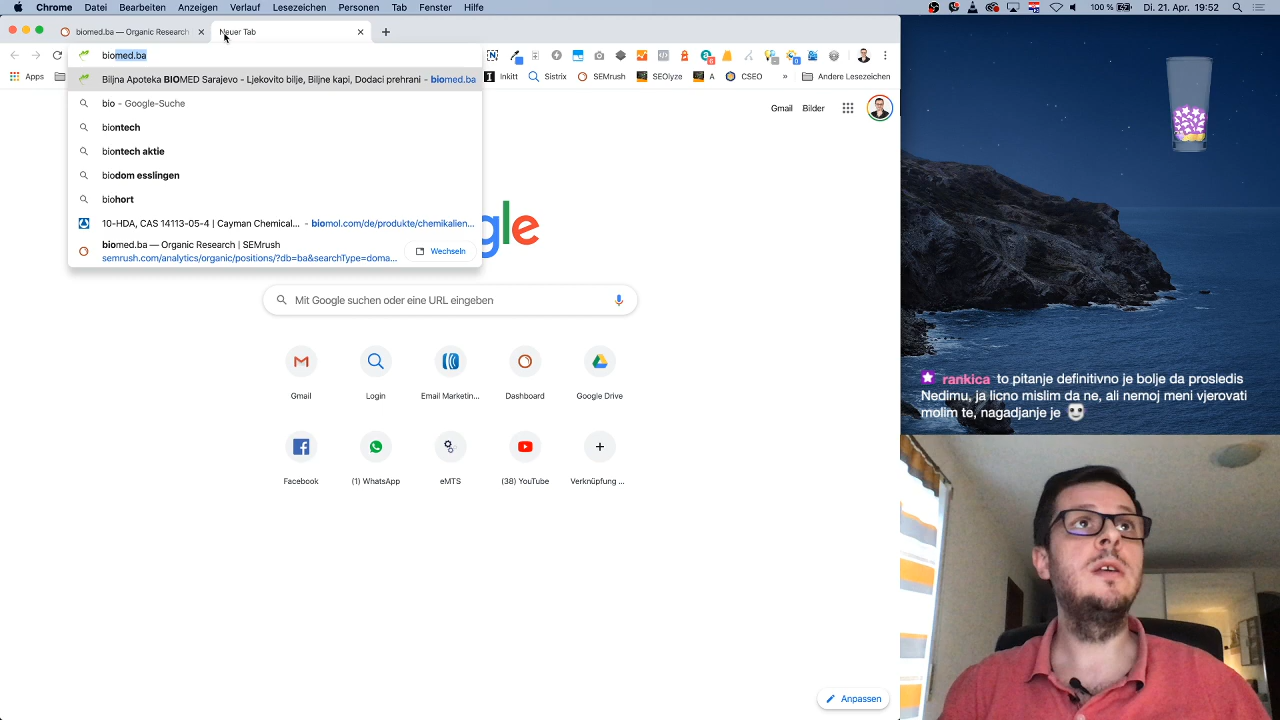 Chrome Datei Bearbeiten Anzeigen Verlauf Lesezeichen Personen Tab Fenster Hilfe
100 % Di. 21. Apr. 19:52
biomed.ba — Organic Research
Neuer Tab
biomed.ba
Apps
Inkitt
Sistrix
SEMrush
SEOlyze
A
CSEO
»
Andere Lesezeichen
Biljna Apoteka BIOMED Sarajevo - Ljekovito bilje, Biljne kapi, Dodaci prehrani - biomed.ba
bio - Google-Suche
biontech
biontech aktie
biodom esslingen
biohort
10-HDA, CAS 14113-05-4 | Cayman Chemical... - biomol.com/de/produkte/chemikalien...
biomed.ba — Organic Research | SEMrush
semrush.com/analytics/organic/positions/?db=ba&searchType=doma...
Wechseln
Gmail Bilder
gle
Mit Google suchen oder eine URL eingeben
Gmail
Login
Email Marketin...
Dashboard
Google Drive
Facebook
(1) WhatsApp
eMTS
(38) YouTube
Verknüpfung ...
Anpassen
rankica to pitanje definitivno je bolje da prosledis
Nedimu, ja licno mislim da ne, ali nemoj meni vjerovati
molim te, nagadjanje je